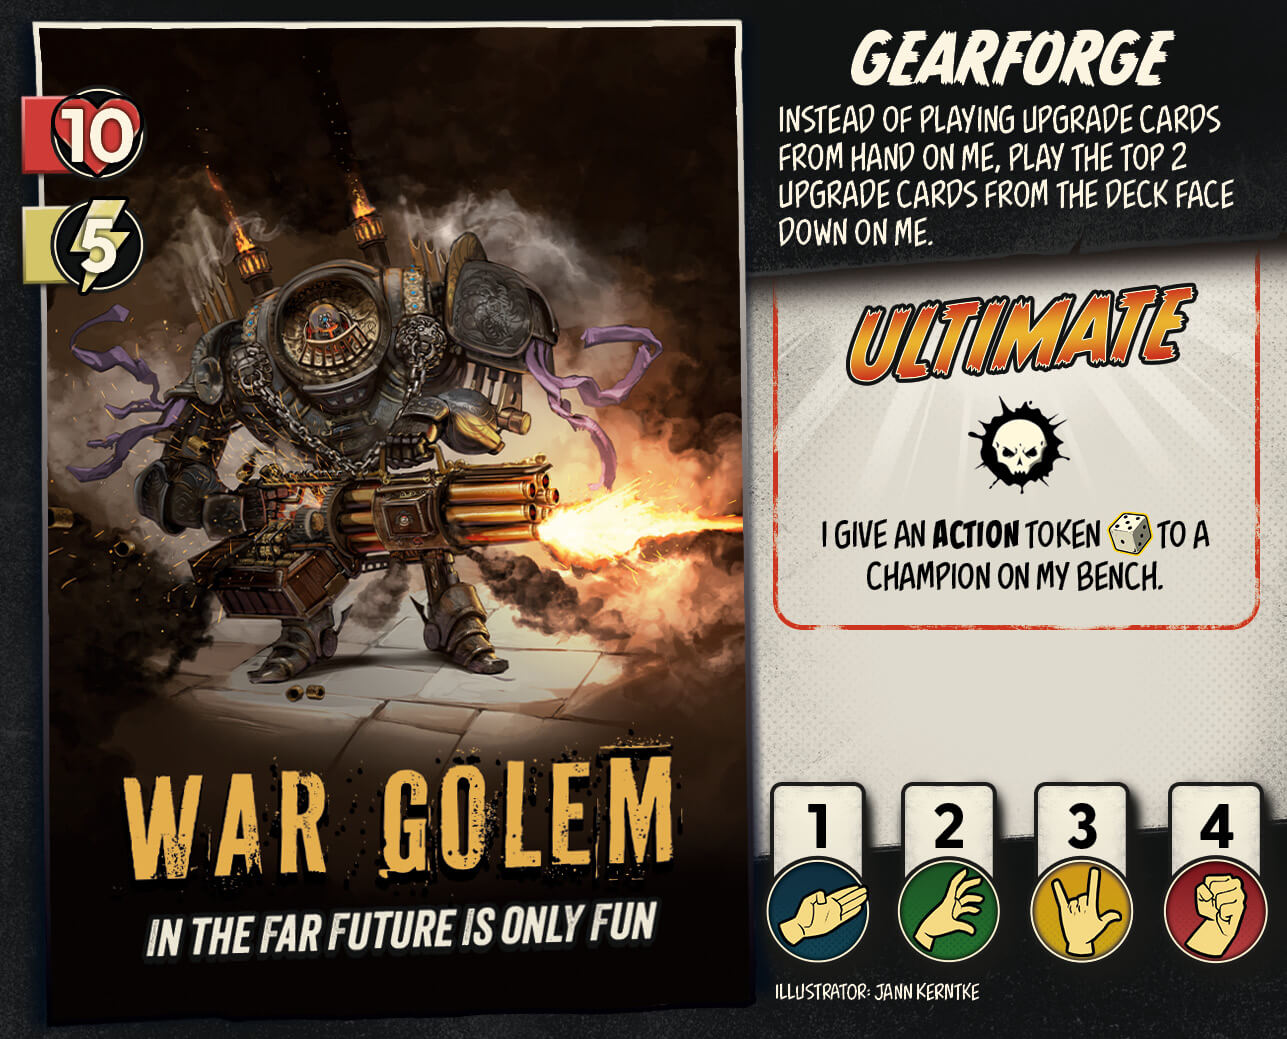 10
5
WAR GOLEM
IN THE FAR FUTURE IS ONLY FUN
GEARFORGE
INSTEAD OF PLAYING UPGRADE CARDS
FROM HAND ON ME, PLAY THE TOP 2
UPGRADE CARDS FROM THE DECK FACE
DOWN ON ME.
ULTIMATE
I GIVE AN ACTION TOKEN TO A
CHAMPION ON MY BENCH.
1 2 3 4
ILLUSTRATOR: JANN KERNTKE